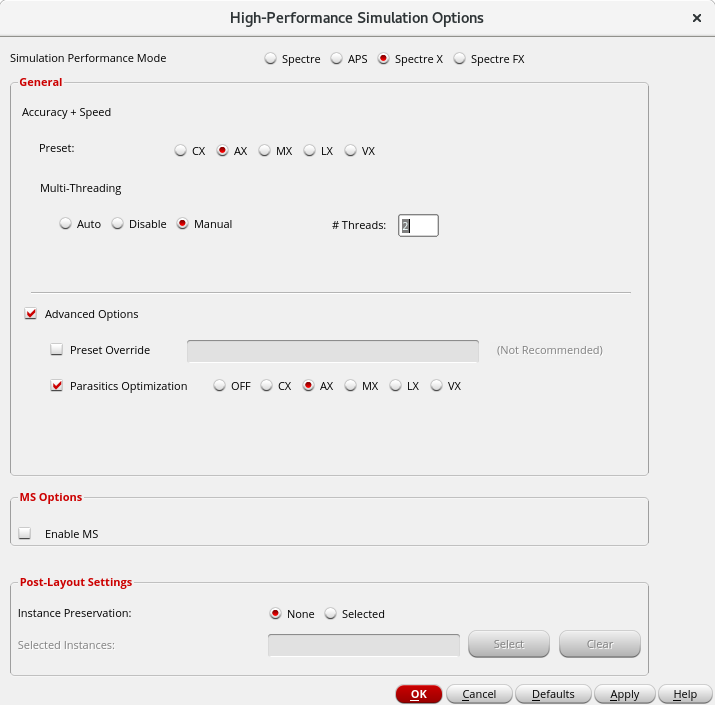 High-Performance Simulation Options
Simulation Performance Mode Spectre APS Spectre X Spectre FX
General
Accuracy + Speed
Preset: CX AX MX LX VX
Multi-Threading
Auto Disable Manual # Threads: 2
Advanced Options
Preset Override (Not Recommended)
Parasitics Optimization OFF CX AX MX LX VX
MS Options
Enable MS
Post-Layout Settings
Instance Preservation: None Selected
Selected Instances: Select Clear
OK Cancel Defaults Apply Help